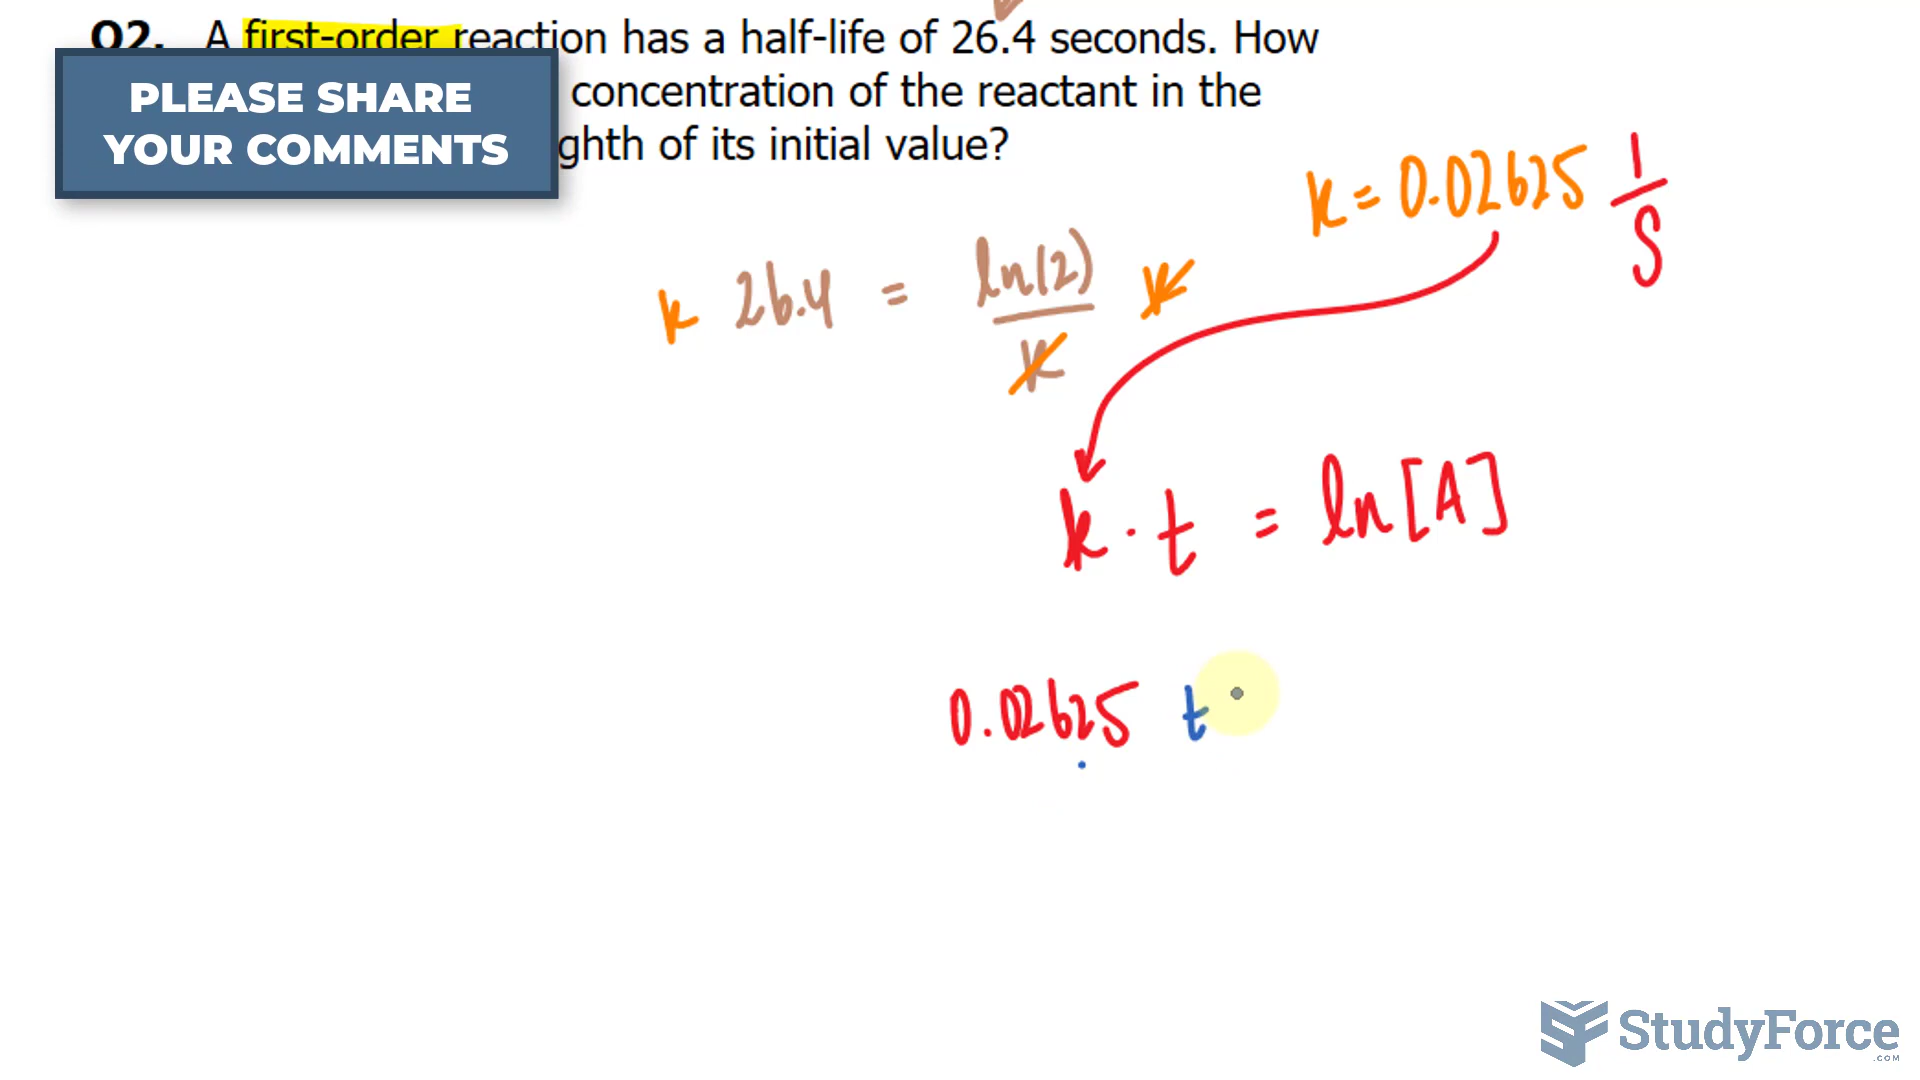 Q2. A first-order reaction has a half-life of 26.4 seconds. How
concentration of the reactant in the
ghth of its initial value?
PLEASE SHARE
YOUR COMMENTS
k = 0.02625 1/S
k 26.4 = ln(2)/k k
k · t = ln[A]
0.02625 t
StudyForce
.COM